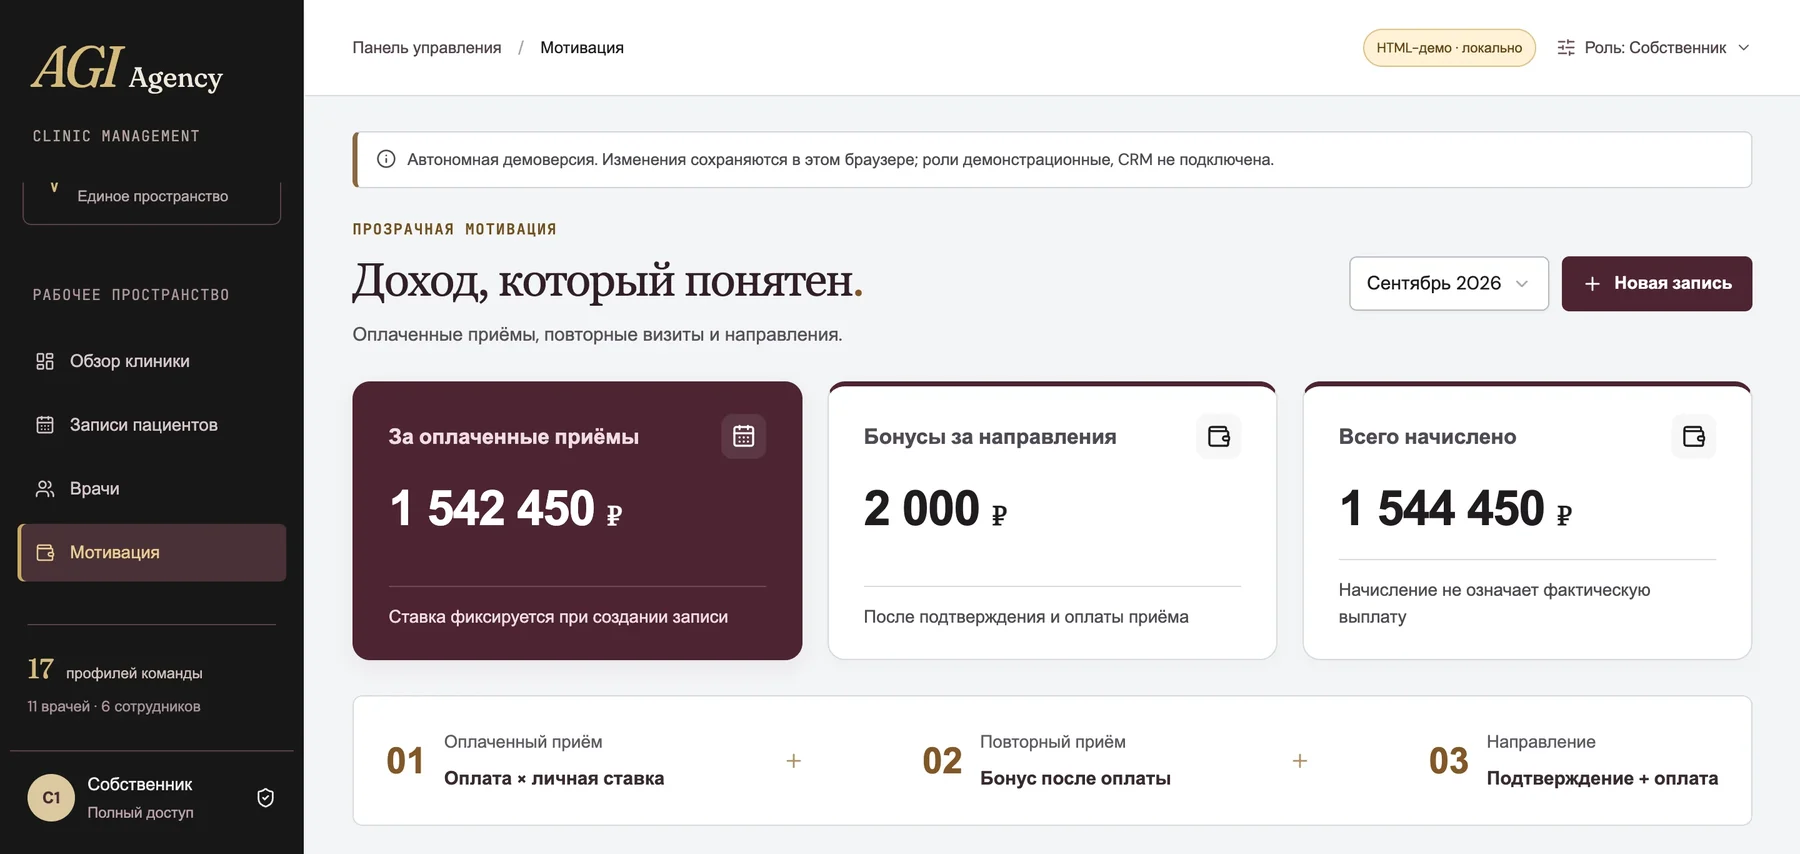 AGI Agency
CLINIC MANAGEMENT
Единое пространство
РАБОЧЕЕ ПРОСТРАНСТВО
Обзор клиники
Записи пациентов
Врачи
Мотивация
17 профилей команды
11 врачей · 6 сотрудников
С1
Собственник
Полный доступ
Панель управления / Мотивация
HTML-демо · локально
Роль: Собственник
Автономная демоверсия. Изменения сохраняются в этом браузере; роли демонстрационные, CRM не подключена.
ПРОЗРАЧНАЯ МОТИВАЦИЯ
Доход, который понятен.
Оплаченные приёмы, повторные визиты и направления.
Сентябрь 2026
+ Новая запись
За оплаченные приёмы
1 542 450 ₽
Ставка фиксируется при создании записи
Бонусы за направления
2 000 ₽
После подтверждения и оплаты приёма
Всего начислено
1 544 450 ₽
Начисление не означает фактическую
выплату
01
Оплаченный приём
Оплата × личная ставка
+
02
Повторный приём
Бонус после оплаты
+
03
Направление
Подтверждение + оплата